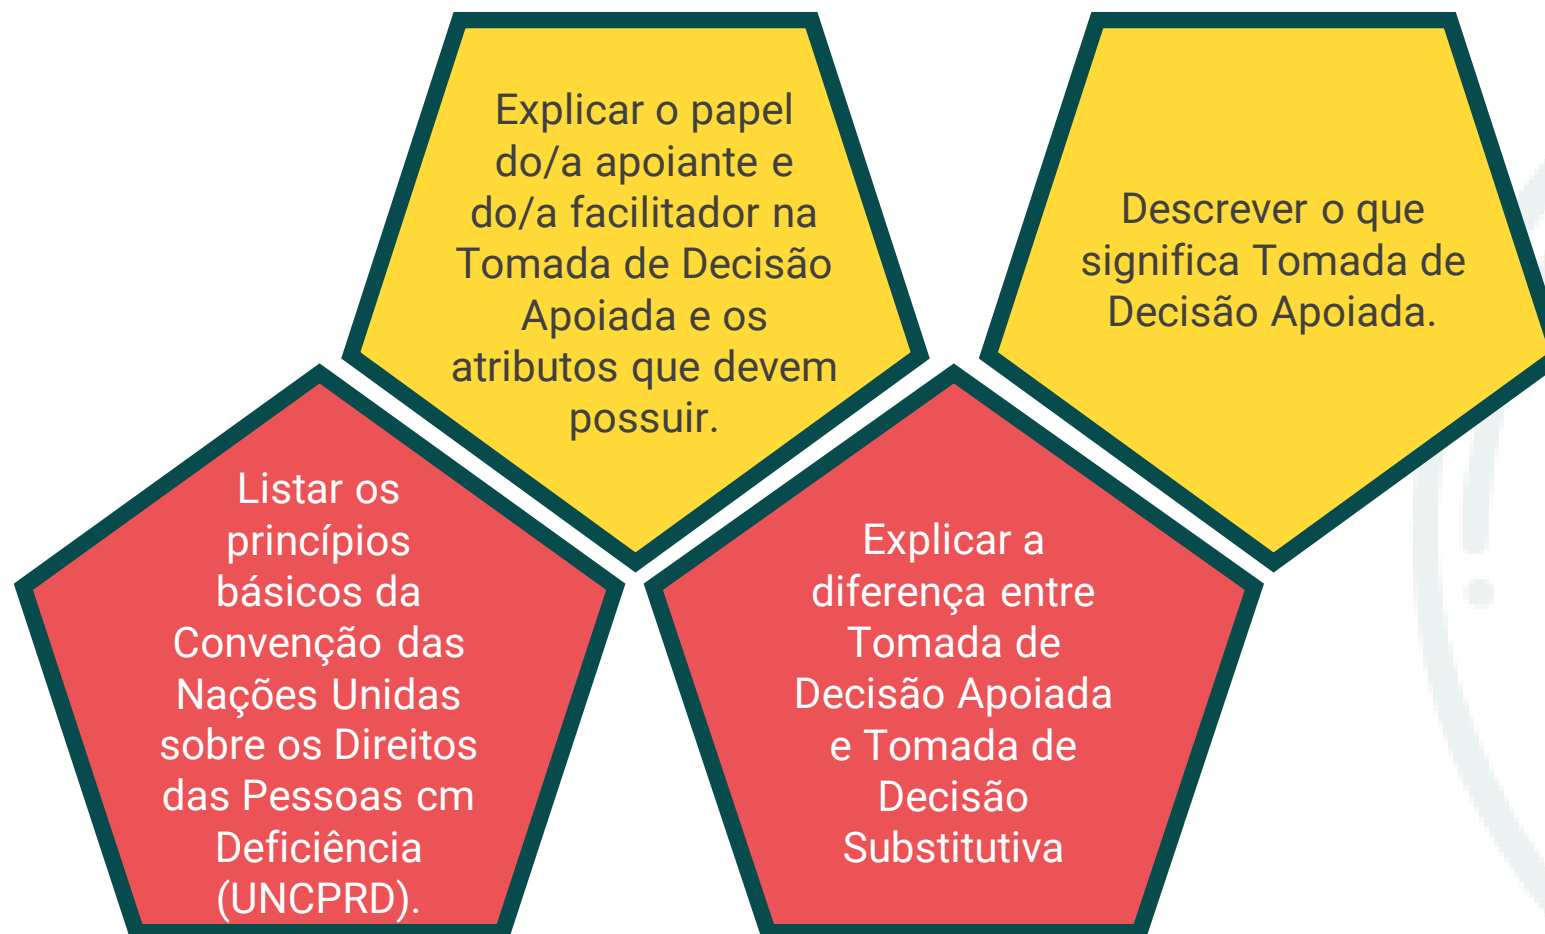 Explicar o papel
do/a apoiante e
do/a facilitador na
Tomada de Decisão
Apoiada e os
atributos que devem
possuir.
Descrever o que
significa Tomada de
Decisão Apoiada.
Listar os
princípios
básicos da
Convenção das
Nações Unidas
sobre os Direitos
das Pessoas cm
Deficiência
(UNCPRD).
Explicar a
diferença entre
Tomada de
Decisão Apoiada
e Tomada de
Decisão
Substitutiva